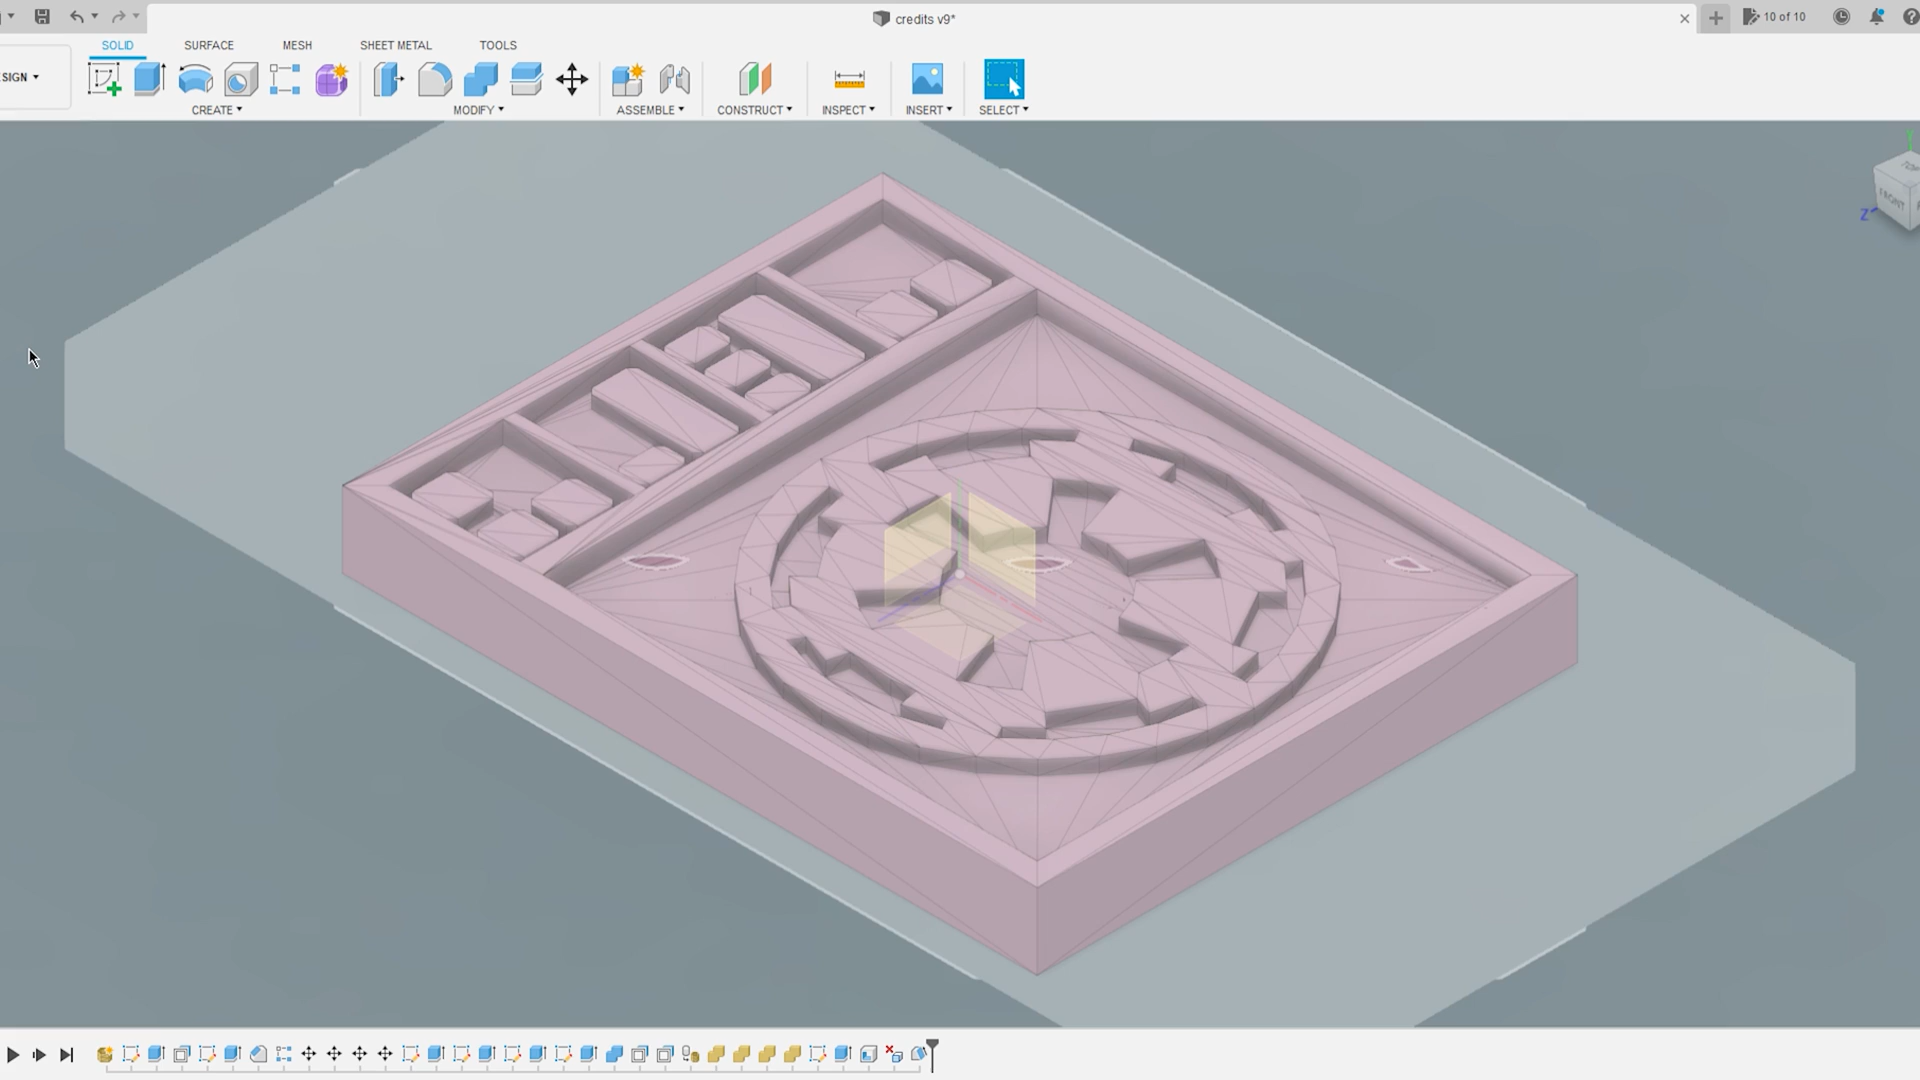 credits v9*
10 of 10
SOLID SURFACE MESH SHEET METAL TOOLS
SIGN
CREATE MODIFY ASSEMBLE CONSTRUCT INSPECT INSERT SELECT
Y
FRONT
Z